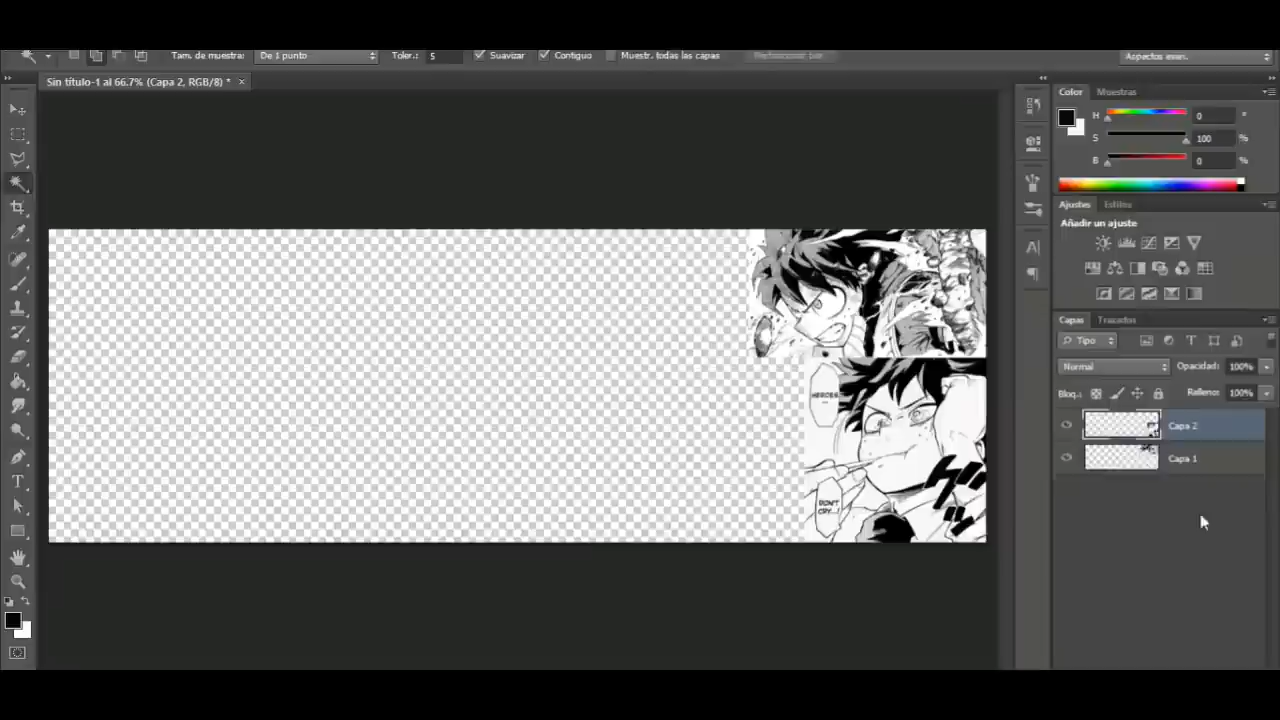 Tam. de muestra: De 1 punto Toler.: 5 Suavizar Contiguo Muestr. todas las capas
Sin título-1 al 66.7% (Capa 2, RGB/8) * ×
Color Muestras
H 0 °
S 100 %
B 0 %
Ajustes Estilos
Añadir un ajuste
Capas Trazados
Tipo
Normal Opacidad: 100%
Bloq.: Relleno: 100%
Capa 2
Capa 1
HEROES
...
DON'T
CRY...!